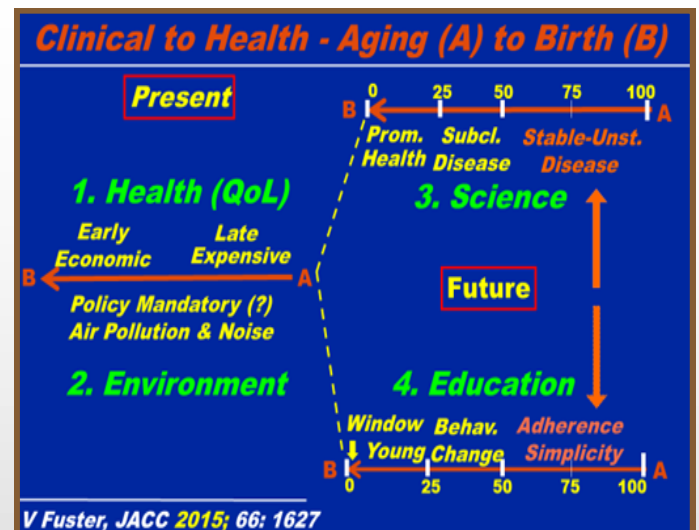 Clinical to Health - Aging (A) to Birth (B)
Present
1. Health (QoL)
Early Late
Economic Expensive
B A
Policy Mandatory (?)
Air Pollution & Noise
2. Environment
0 25 50 75 100
B A
Prom. Subcl. Stable-Unst.
Health Disease Disease
3. Science
Future
4. Education
Window Behav. Adherence
Young Change Simplicity
B A
0 25 50 75 100
V Fuster, JACC 2015; 66: 1627